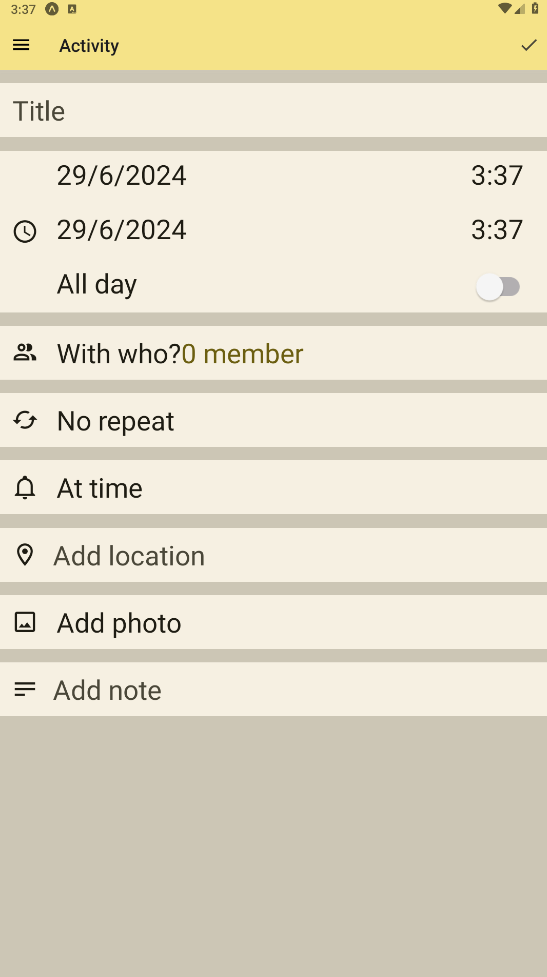 3:37
Activity
Title
29/6/2024 3:37
29/6/2024 3:37
All day
With who?0 member
No repeat
At time
Add location
Add photo
Add note